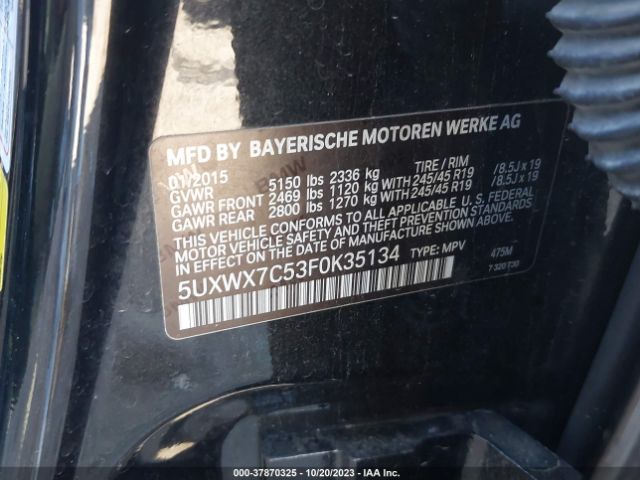 MFD BY BAYERISCHE MOTOREN WERKE AG
01/2015 TIRE / RIM
GVWR 5150 lbs 2336 kg
GAWR FRONT 2469 lbs 1120 kg WITH 245/45 R19 /8.5J x 19
GAWR REAR 2800 lbs 1270 kg WITH 245/45 R19 /8.5J x 19
THIS VEHICLE CONFORMS TO ALL APPLICABLE U. S. FEDERAL
MOTOR VEHICLE SAFETY AND THEFT PREVENTION STANDARDS
IN EFFECT ON THE DATE OF MANUFACTURE SHOWN ABOVE.
5UXWX7C53F0K35134 TYPE: MPV 475M
T320T30
000-37870325 | 10/20/2023 | IAA Inc.